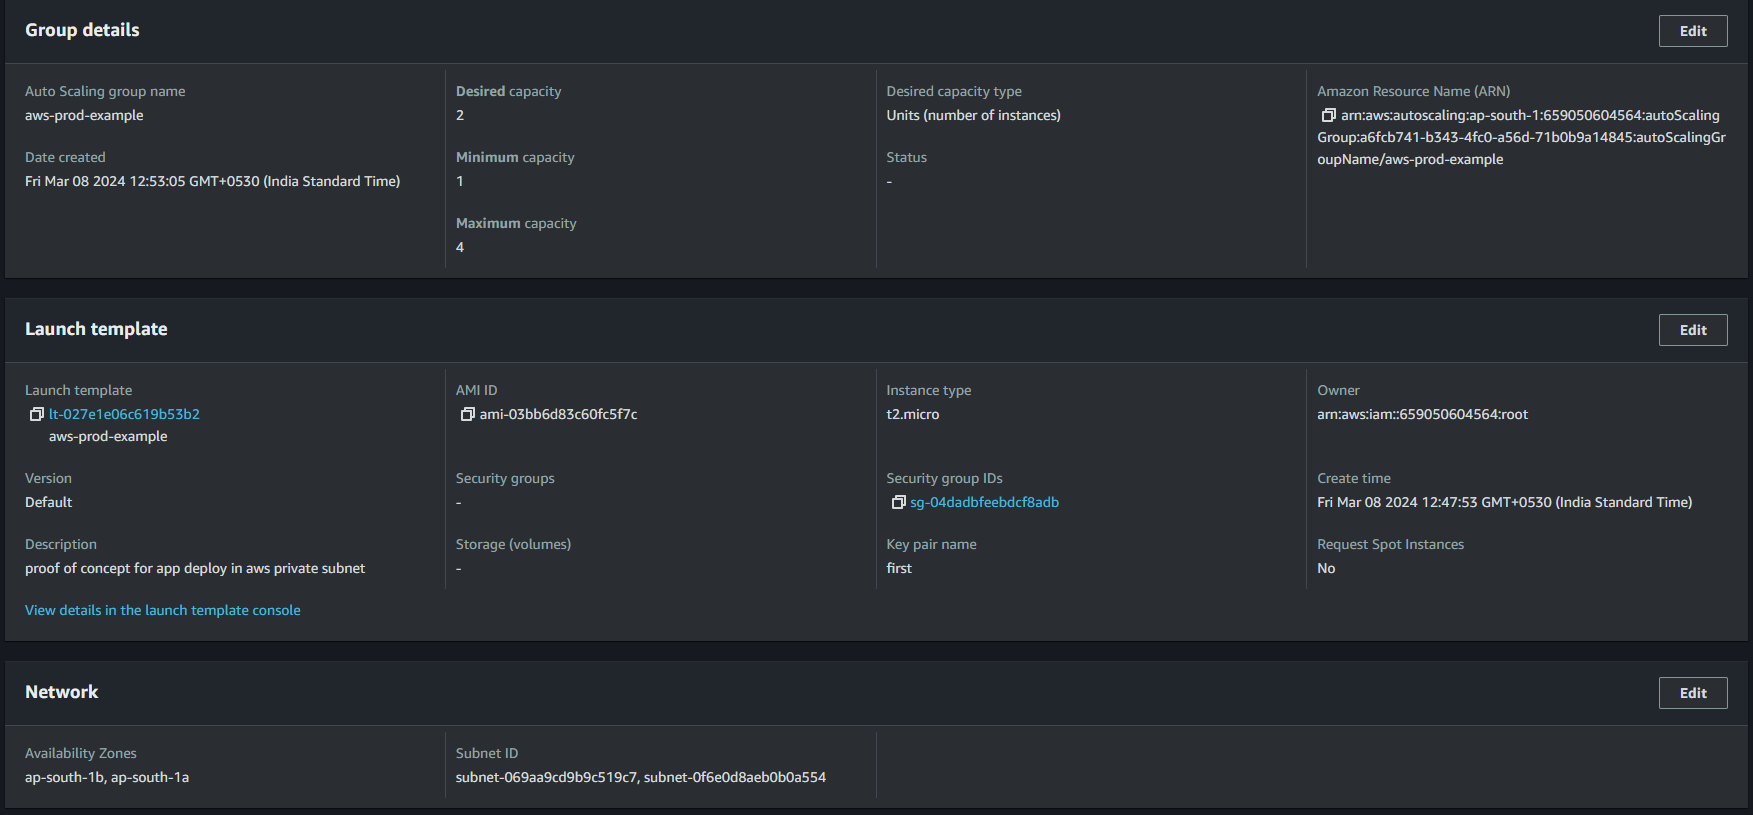 Group details
Edit
Auto Scaling group name
aws-prod-example
Date created
Fri Mar 08 2024 12:53:05 GMT+0530 (India Standard Time)
Desired capacity
2
Minimum capacity
1
Maximum capacity
4
Desired capacity type
Units (number of instances)
Status
-
Amazon Resource Name (ARN)
arn:aws:autoscaling:ap-south-1:659050604564:autoScaling
Group:a6fcb741-b343-4fc0-a56d-71b0b9a14845:autoScalingGr
oupName/aws-prod-example
Launch template
Edit
Launch template
lt-027e1e06c619b53b2
aws-prod-example
Version
Default
Description
proof of concept for app deploy in aws private subnet
View details in the launch template console
AMI ID
ami-03bb6d83c60fc5f7c
Security groups
-
Storage (volumes)
-
Instance type
t2.micro
Security group IDs
sg-04dadbfeebdcf8adb
Key pair name
first
Owner
arn:aws:iam::659050604564:root
Create time
Fri Mar 08 2024 12:47:53 GMT+0530 (India Standard Time)
Request Spot Instances
No
Network
Edit
Availability Zones
ap-south-1b, ap-south-1a
Subnet ID
subnet-069aa9cd9b9c519c7, subnet-0f6e0d8aeb0b0a554